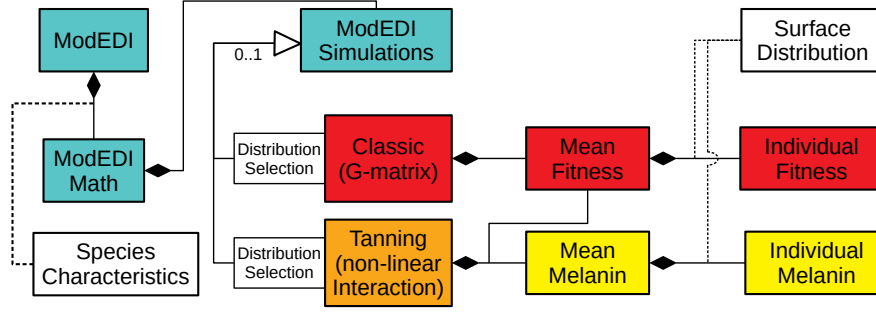 ModEDI
ModEDI
Simulations
0..1
Surface
Distribution
ModEDI
Math
Distribution
Selection
Classic
(G-matrix)
Mean
Fitness
Individual
Fitness
Species
Characteristics
Distribution
Selection
Tanning
(non-linear
Interaction)
Mean
Melanin
Individual
Melanin